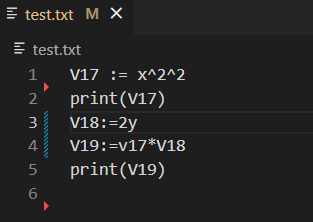 test.txt M
test.txt
1 V17 := x^2^2
2 print(V17)
3 V18:=2y
4 V19:=v17*V18
5 print(V19)
6